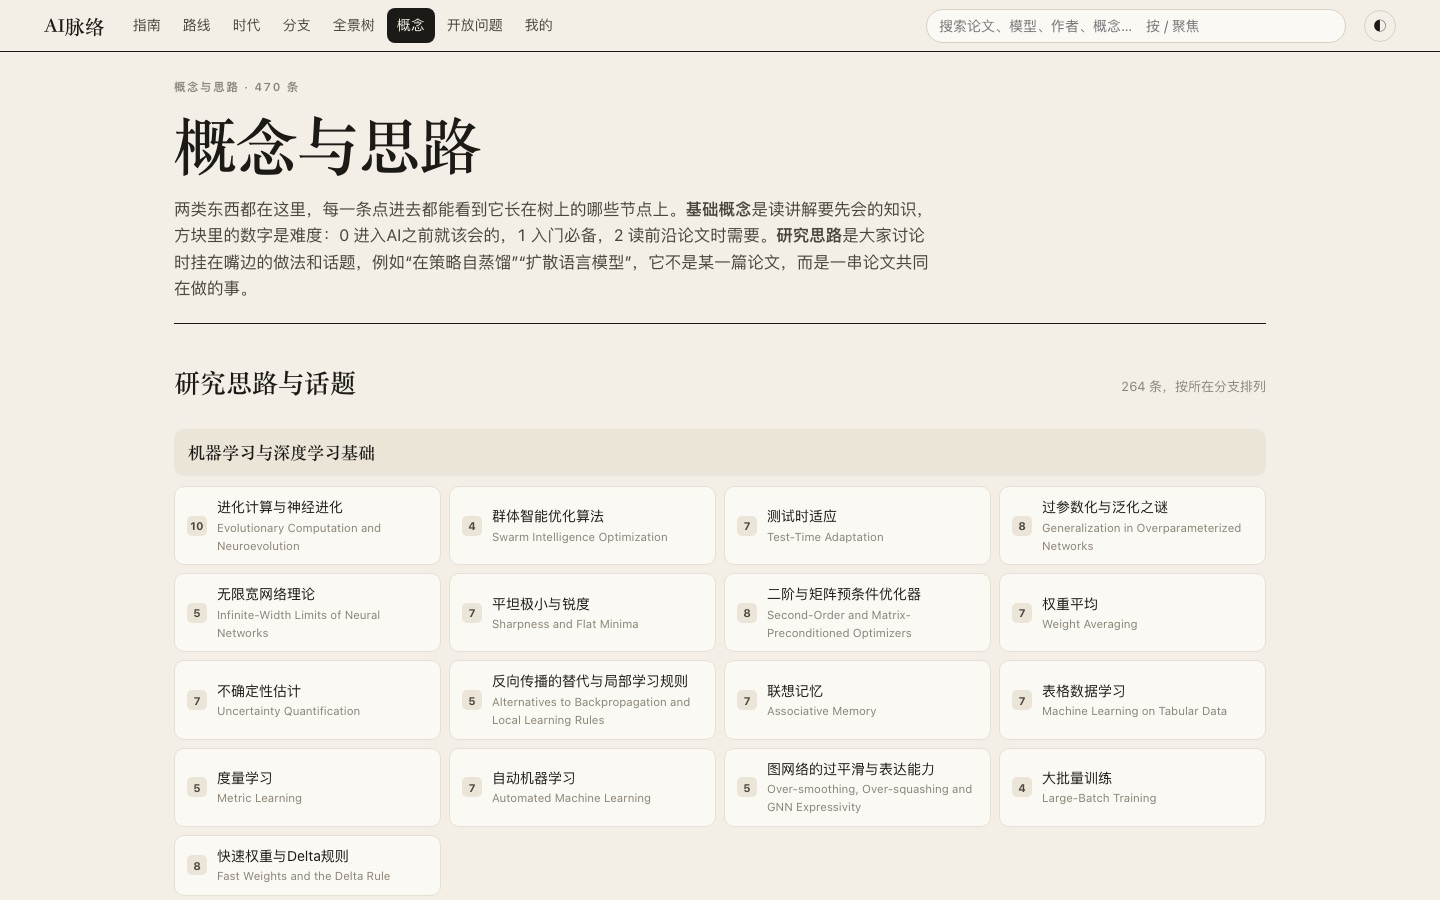 AI脉络
指南
路线
时代
分支
全景树
概念
开放问题
我的
搜索论文、模型、作者、概念… 按 / 聚焦
概念与思路 · 470 条
概念与思路
两类东西都在这里，每一条点进去都能看到它长在树上的哪些节点上。基础概念是读讲解要先会的知识，
方块里的数字是难度：0 进入AI之前就该会的，1 入门必备，2 读前沿论文时需要。研究思路是大家讨论
时挂在嘴边的做法和话题，例如“在策略自蒸馏”“扩散语言模型”，它不是某一篇论文，而是一串论文共同
在做的事。
研究思路与话题
264 条，按所在分支排列
机器学习与深度学习基础
10
进化计算与神经进化
Evolutionary Computation and
Neuroevolution
4
群体智能优化算法
Swarm Intelligence Optimization
7
测试时适应
Test-Time Adaptation
8
过参数化与泛化之谜
Generalization in Overparameterized
Networks
5
无限宽网络理论
Infinite-Width Limits of Neural
Networks
7
平坦极小与锐度
Sharpness and Flat Minima
8
二阶与矩阵预条件优化器
Second-Order and Matrix-
Preconditioned Optimizers
7
权重平均
Weight Averaging
7
不确定性估计
Uncertainty Quantification
5
反向传播的替代与局部学习规则
Alternatives to Backpropagation and
Local Learning Rules
7
联想记忆
Associative Memory
7
表格数据学习
Machine Learning on Tabular Data
5
度量学习
Metric Learning
7
自动机器学习
Automated Machine Learning
5
图网络的过平滑与表达能力
Over-smoothing, Over-squashing and
GNN Expressivity
4
大批量训练
Large-Batch Training
8
快速权重与Delta规则
Fast Weights and the Delta Rule